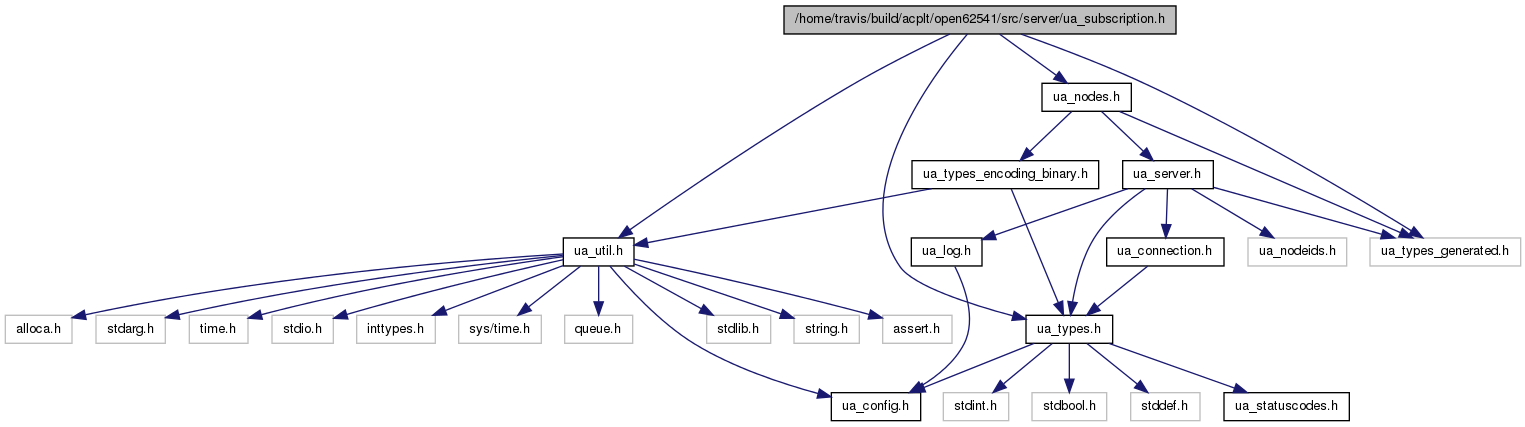 /home/travis/build/acplt/open62541/src/server/ua_subscription.h
ua_nodes.h
ua_types_encoding_binary.h
ua_server.h
ua_util.h
ua_log.h
ua_connection.h
ua_nodeids.h
ua_types_generated.h
alloca.h
stdarg.h
time.h
stdio.h
inttypes.h
sys/time.h
queue.h
stdlib.h
string.h
assert.h
ua_types.h
ua_config.h
stdint.h
stdbool.h
stddef.h
ua_statuscodes.h